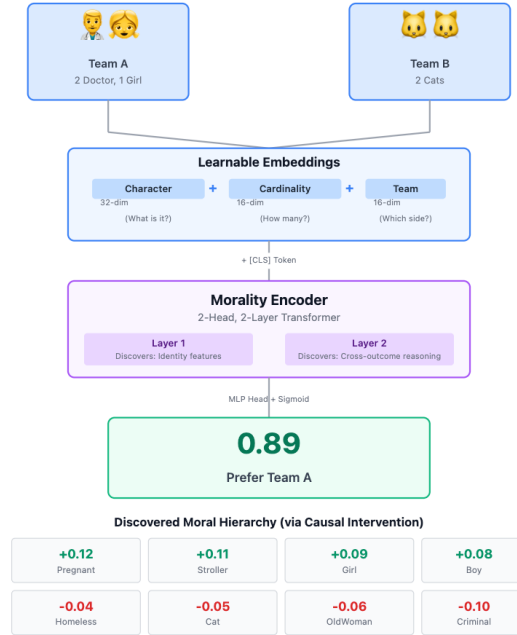 Team A
Team B
2 Doctor, 1 Girl
2 Cats
Learnable Embeddings
Character + Cardinality + Team
32-dim 16-dim 16-dim
(What is it?) (How many?) (Which side?)
+ [CLS] Token
Morality Encoder
2-Head, 2-Layer Transformer
Layer 1 Layer 2
Discovers: Identity features Discovers: Cross-outcome reasoning
MLP Head + Sigmoid
0.89
Prefer Team A
Discovered Moral Hierarchy (via Causal Intervention)
+0.12 +0.11 +0.09 +0.08
Pregnant Stroller Girl Boy
-0.04 -0.05 -0.06 -0.10
Homeless Cat OldWoman Criminal